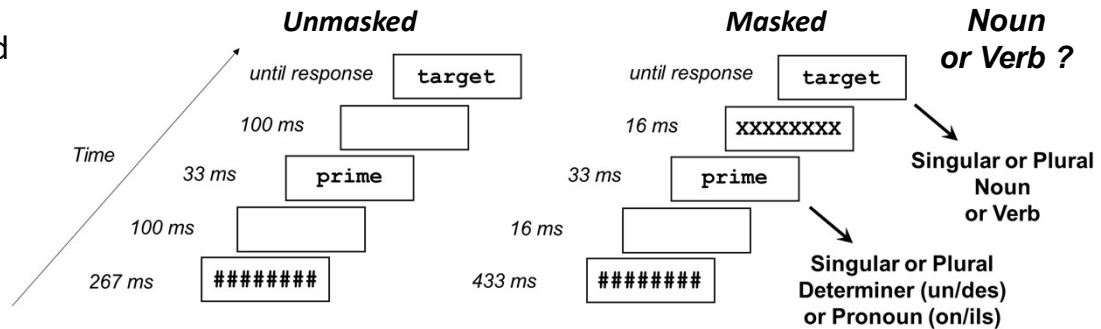 Unmasked
Masked
Noun
or Verb ?
d
until response
target
until response
target
100 ms
16 ms
XXXXXXXX
Time
33 ms
prime
33 ms
prime
Singular or Plural
Noun
or Verb
100 ms
16 ms
267 ms
########
433 ms
########
Singular or Plural
Determiner (un/des)
or Pronoun (on/ils)